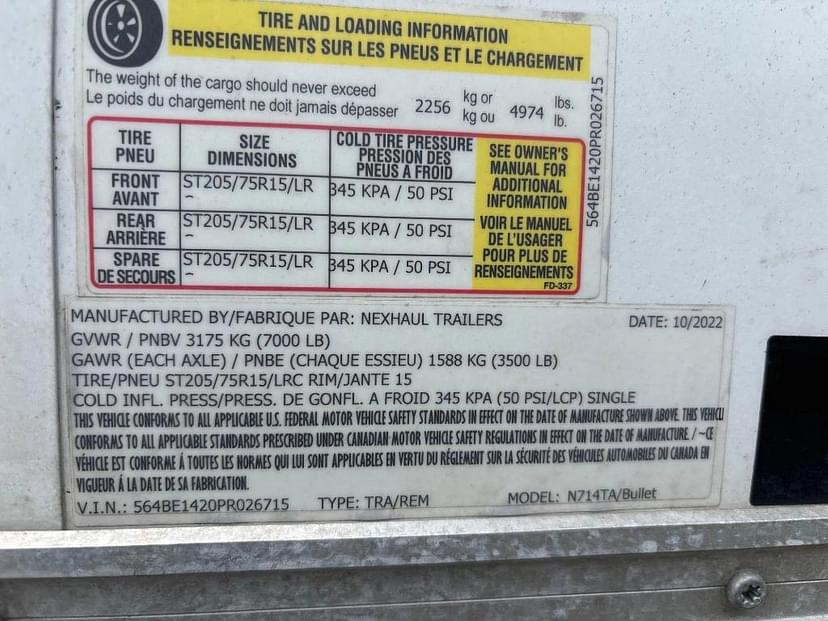 TIRE AND LOADING INFORMATION
RENSEIGNEMENTS SUR LES PNEUS ET LE CHARGEMENT
The weight of the cargo should never exceed 2256 kg or 4974 lbs.
Le poids du chargement ne doit jamais dépasser kg ou lb.
TIRE PNEU SIZE DIMENSIONS COLD TIRE PRESSURE PRESSION DES PNEUS A FROID
FRONT AVANT ST205/75R15/LR ~ 345 KPA / 50 PSI
REAR ARRIÈRE ST205/75R15/LR ~ 345 KPA / 50 PSI
SPARE DE SECOURS ST205/75R15/LR ~ 345 KPA / 50 PSI
SEE OWNER'S
MANUAL FOR
ADDITIONAL
INFORMATION
VOIR LE MANUEL
DE L'USAGER
POUR PLUS DE
RENSEIGNEMENTS
FD-337
564BE1420PR026715
MANUFACTURED BY/FABRIQUE PAR: NEXHAUL TRAILERS DATE: 10/2022
GVWR / PNBV 3175 KG (7000 LB)
GAWR (EACH AXLE) / PNBE (CHAQUE ESSIEU) 1588 KG (3500 LB)
TIRE/PNEU ST205/75R15/LRC RIM/JANTE 15
COLD INFL. PRESS/PRESS. DE GONFL. A FROID 345 KPA (50 PSI/LCP) SINGLE
THIS VEHICLE CONFORMS TO ALL APPLICABLE U.S. FEDERAL MOTOR VEHICLE SAFETY STANDARDS IN EFFECT ON THE DATE OF MANUFACTURE SHOWN ABOVE. THIS VEHICL
CONFORMS TO ALL APPLICABLE STANDARDS PRESCRIBED UNDER CANADIAN MOTOR VEHICLE SAFETY REGULATIONS IN EFFECT ON THE DATE OF MANUFACTURE. / ~CE
VÉHICLE EST CONFORME Á TOUTES LES NORMES QUI LUI SONT APPLICABLES EN VERTU DU RÉGLEMENT SUR LA SÉCURITÉ DES VÉHICULES AUTOMOBILES DU CANADA EN
VIGUEUR Á LA DATE DE SA FABRICATION.
V.I.N.: 564BE1420PR026715 TYPE: TRA/REM MODEL: N714TA/Bullet